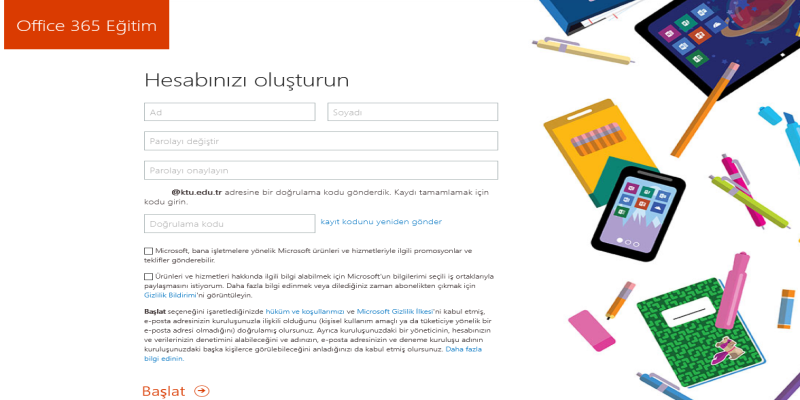 Office 365 Eğitim
Hesabınızı oluşturun
Ad
Soyadı
Parolayı değiştir
Parolayı onaylayın
@ktu.edu.tr adresine bir doğrulama kodu gönderdik. Kaydı tamamlamak için
kodu girin.
Doğrulama kodu
kayıt kodunu yeniden gönder
Microsoft, bana işletmelere yönelik Microsoft ürünleri ve hizmetleriyle ilgili promosyonlar ve
teklifler gönderebilir.
Ürünleri ve hizmetleri hakkında ilgili bilgi alabilmek için Microsoft'un bilgilerimi seçili iş ortaklarıyla
paylaşmasını istiyorum. Daha fazla bilgi edinmek veya dilediğiniz zaman abonelikten çıkmak için
Gizlilik Bildirimi'ni görüntüleyin.
Başlat seçeneğini işaretlediğinizde hüküm ve koşullarımızı ve Microsoft Gizlilik İlkesi'ni kabul etmiş,
e-posta adresinizin kuruluşunuzla ilişkili olduğunu (kişisel kullanım amaçlı ya da tüketiciye yönelik bir
e-posta adresi olmadığını) doğrulamış olursunuz. Ayrıca kuruluşunuzdaki bir yöneticinin, hesabınızın
ve verilerinizin denetimini alabileceğini ve adınızın, e-posta adresinizin ve deneme kuruluşu adının
kuruluşunuzdaki başka kişilerce görülebileceğini anladığınızı da kabul etmiş olursunuz. Daha fazla
bilgi edinin.
Başlat